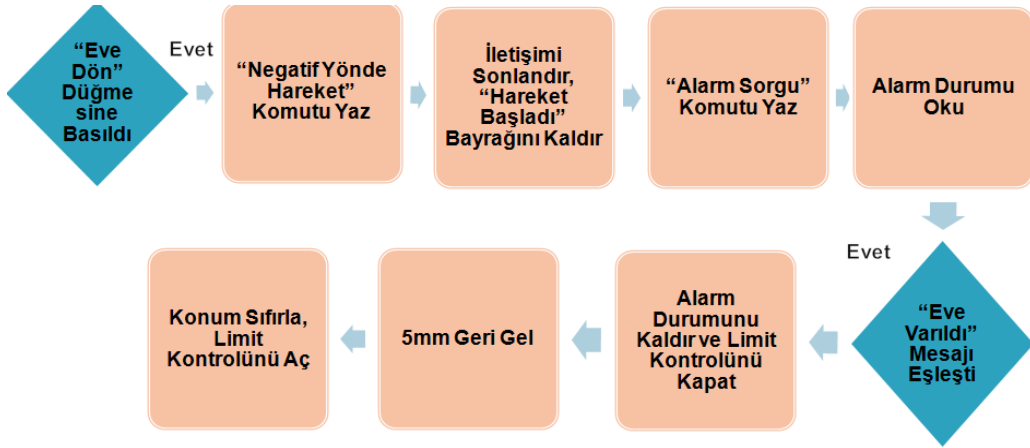 “Eve
Dön”
Düğme
sine
Basıldı
Evet
“Negatif Yönde
Hareket”
Komutu Yaz
İletişimi
Sonlandır,
“Hareket
Başladı”
Bayrağını Kaldır
“Alarm Sorgu”
Komutu Yaz
Alarm Durumu
Oku
Evet
“Eve
Varıldı”
Mesajı
Eşleşti
Alarm
Durumunu
Kaldır ve Limit
Kontrolünü
Kapat
5mm Geri Gel
Konum Sıfırla,
Limit
Kontrolünü Aç